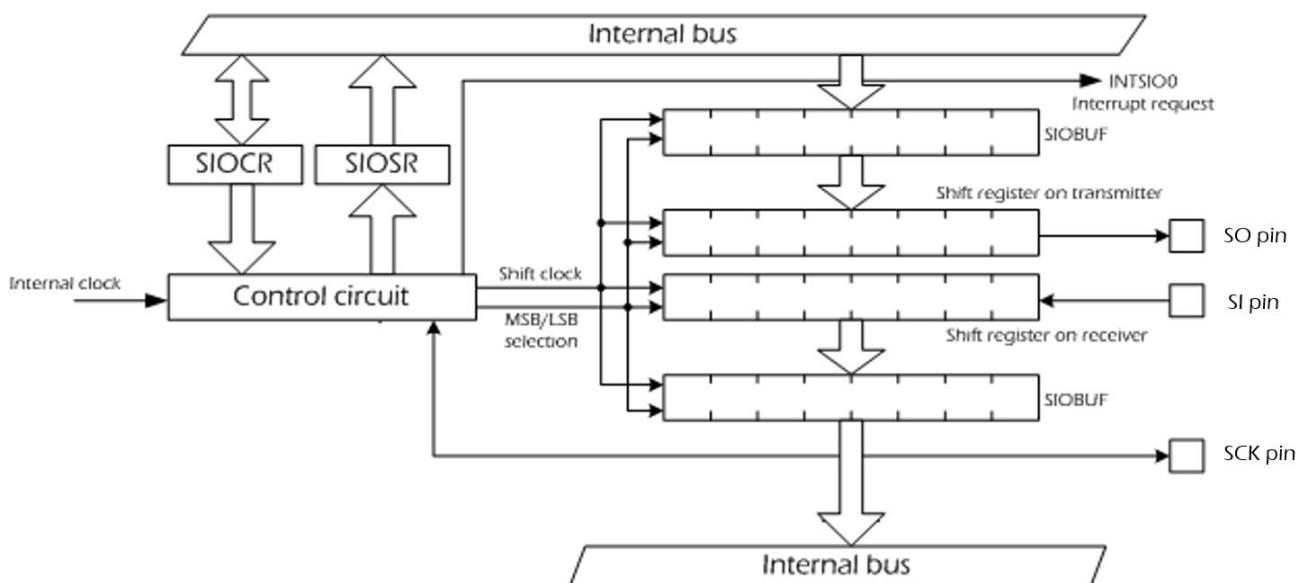 Internal bus
INTSIO0
Interrupt request
SIOBUF
SIOCR
SIOSR
Shift register on transmitter
SO pin
Internal clock
Control circuit
Shift clock
MSB/LSB
selection
SI pin
Shift register on receiver
SIOBUF
SCK pin
Internal bus